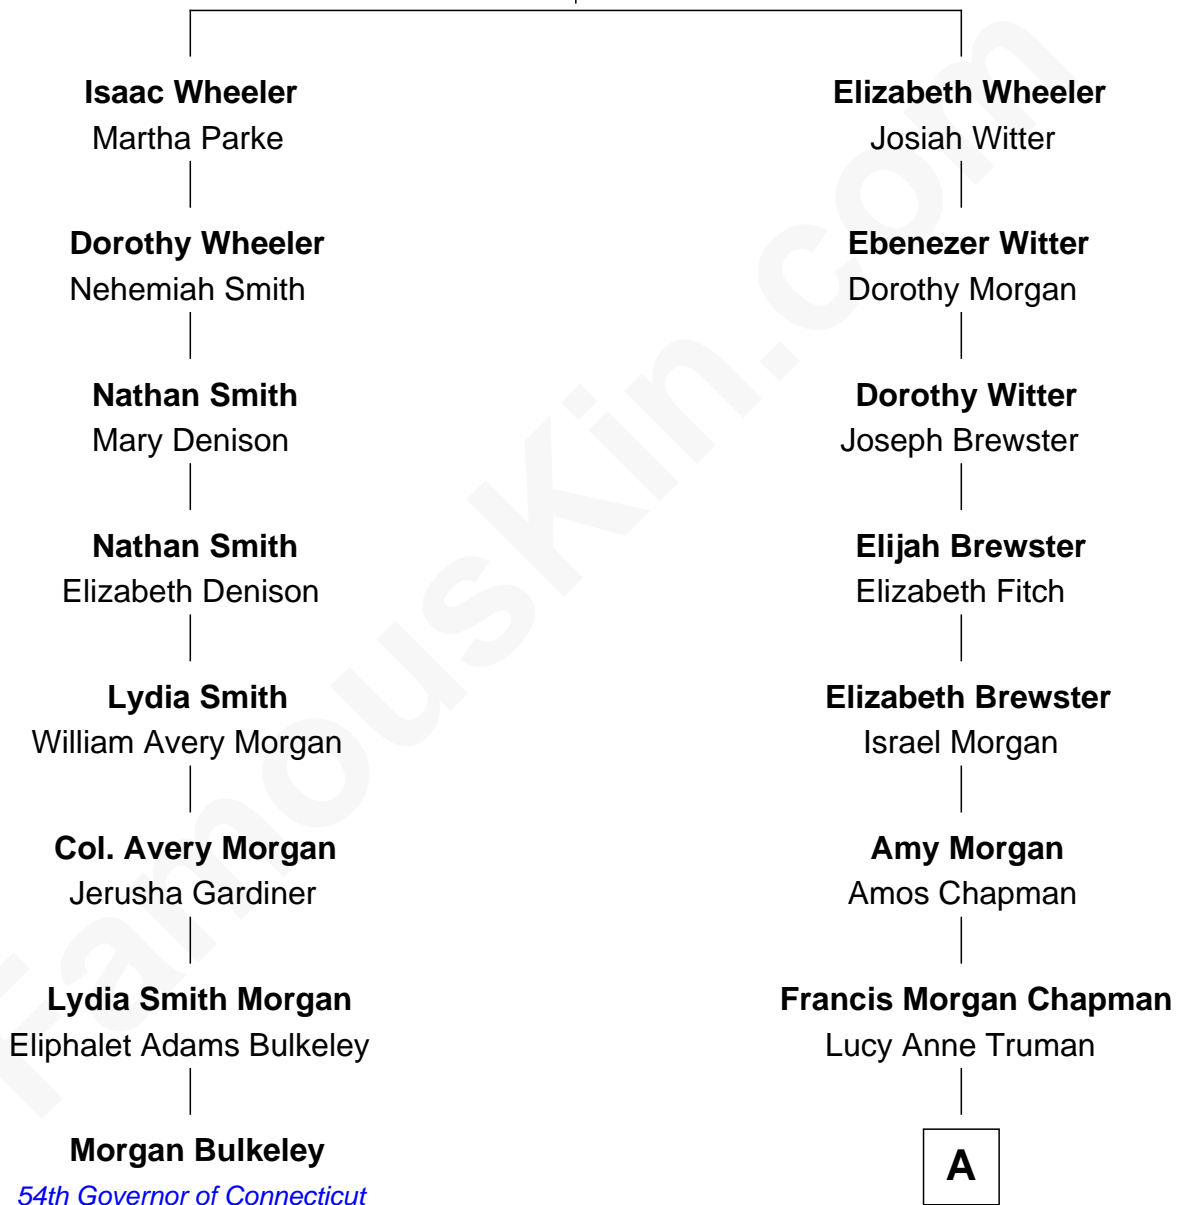 Isaac Wheeler
Martha Parke
Elizabeth Wheeler
Josiah Witter
Dorothy Wheeler
Nehemiah Smith
Ebenezer Witter
Dorothy Morgan
Nathan Smith
Mary Denison
Dorothy Witter
Joseph Brewster
Nathan Smith
Elizabeth Denison
Elijah Brewster
Elizabeth Fitch
Lydia Smith
William Avery Morgan
Elizabeth Brewster
Israel Morgan
Col. Avery Morgan
Jerusha Gardiner
Amy Morgan
Amos Chapman
Lydia Smith Morgan
Eliphalet Adams Bulkeley
Francis Morgan Chapman
Lucy Anne Truman
Morgan Bulkeley
54th Governor of Connecticut
A
FamousKin.com